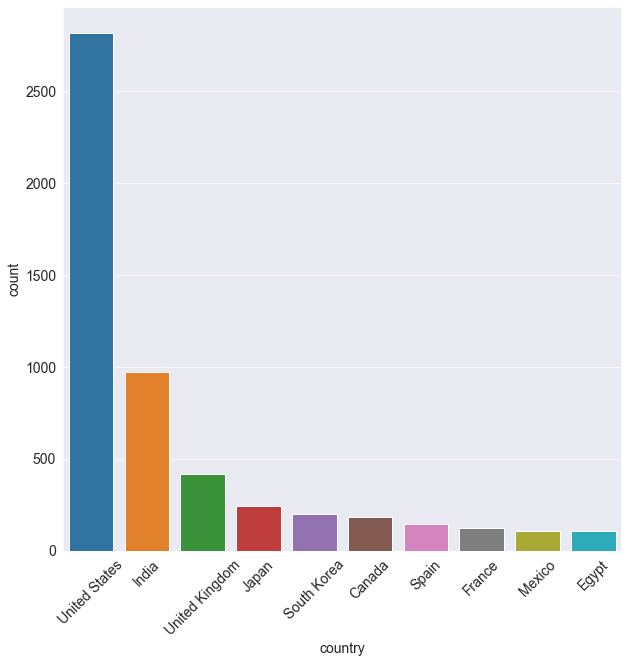 2500
2000
1500
1000
500
0
count
United States
India
United Kingdom
Japan
South Korea
Canada
Spain
France
Mexico
Egypt
country